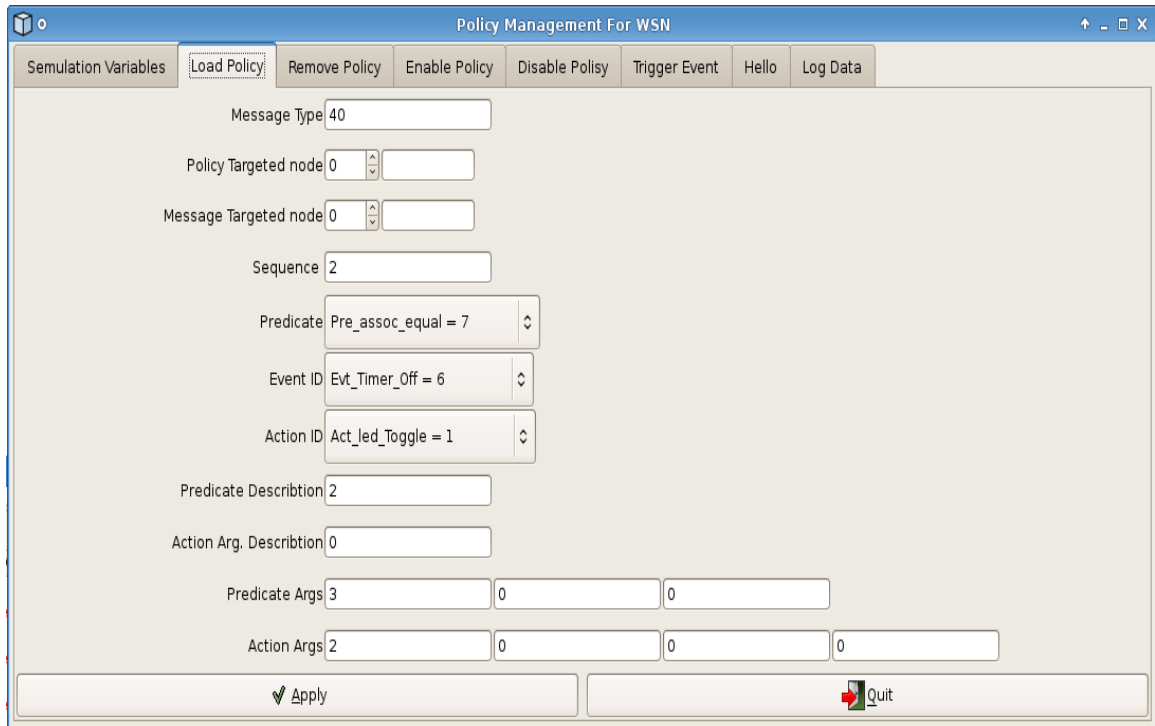 Policy Management For WSN
Semulation Variables Load Policy Remove Policy Enable Policy Disable Polisy Trigger Event Hello Log Data
Message Type 40
Policy Targeted node 0
Message Targeted node 0
Sequence 2
Predicate Pre_assoc_equal = 7
Event ID Evt_Timer_Off = 6
Action ID Act_led_Toggle = 1
Predicate Describtion 2
Action Arg. Describtion 0
Predicate Args 3 0 0
Action Args 2 0 0 0
Apply Quit